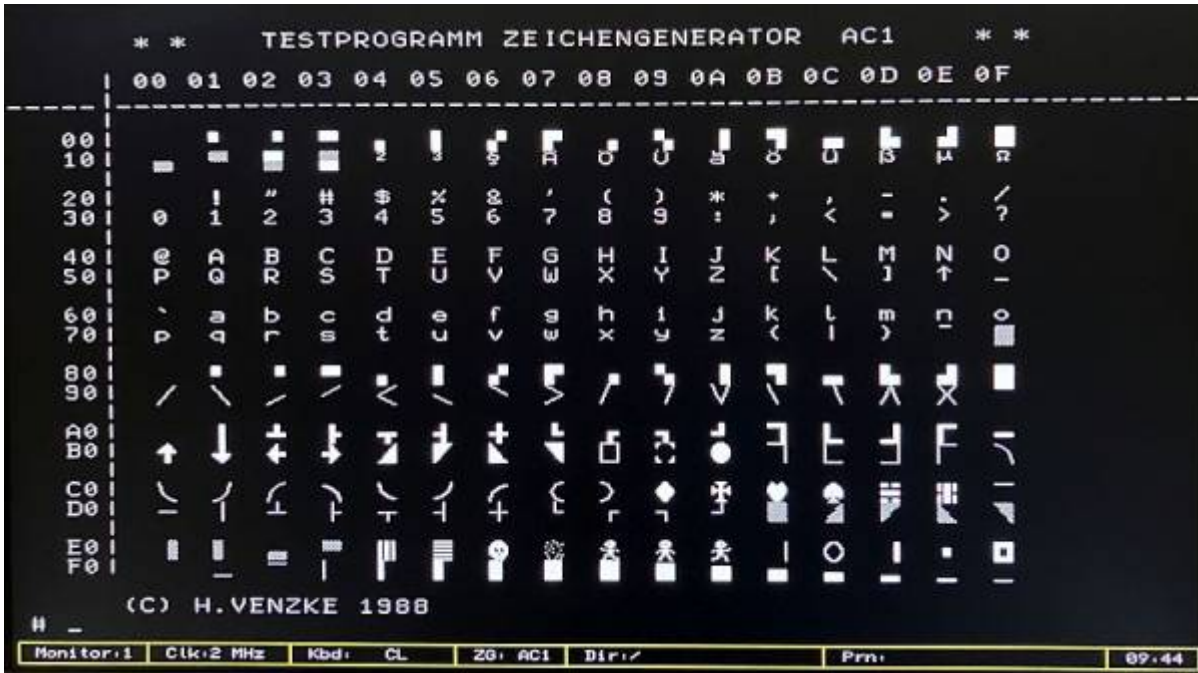 * * TESTPROGRAMM ZEICHENGENERATOR AC1 * *
| 00 01 02 03 04 05 06 07 08 09 0A 0B 0C 0D 0E 0F
00 |
10 | 2 3 § Ä Ö Ü ä ö ü ß µ Ω
20 | ! " # $ % & ' ( ) * + , - . /
30 | 0 1 2 3 4 5 6 7 8 9 : ; < = > ?
40 | @ A B C D E F G H I J K L M N O
50 | P Q R S T U V W X Y Z [ \ ] ↑ _
60 | ` a b c d e f g h i j k l m n o
70 | p q r s t u v w x y z { | } ‾
80 |
90 |
A0 |
B0 |
C0 |
D0 |
E0 |
F0 |
(C) H.VENZKE 1988
# _
Monitor:1 Clk:2 MHz Kbd: CL ZG: AC1 Dir:/ Prn: 09:44